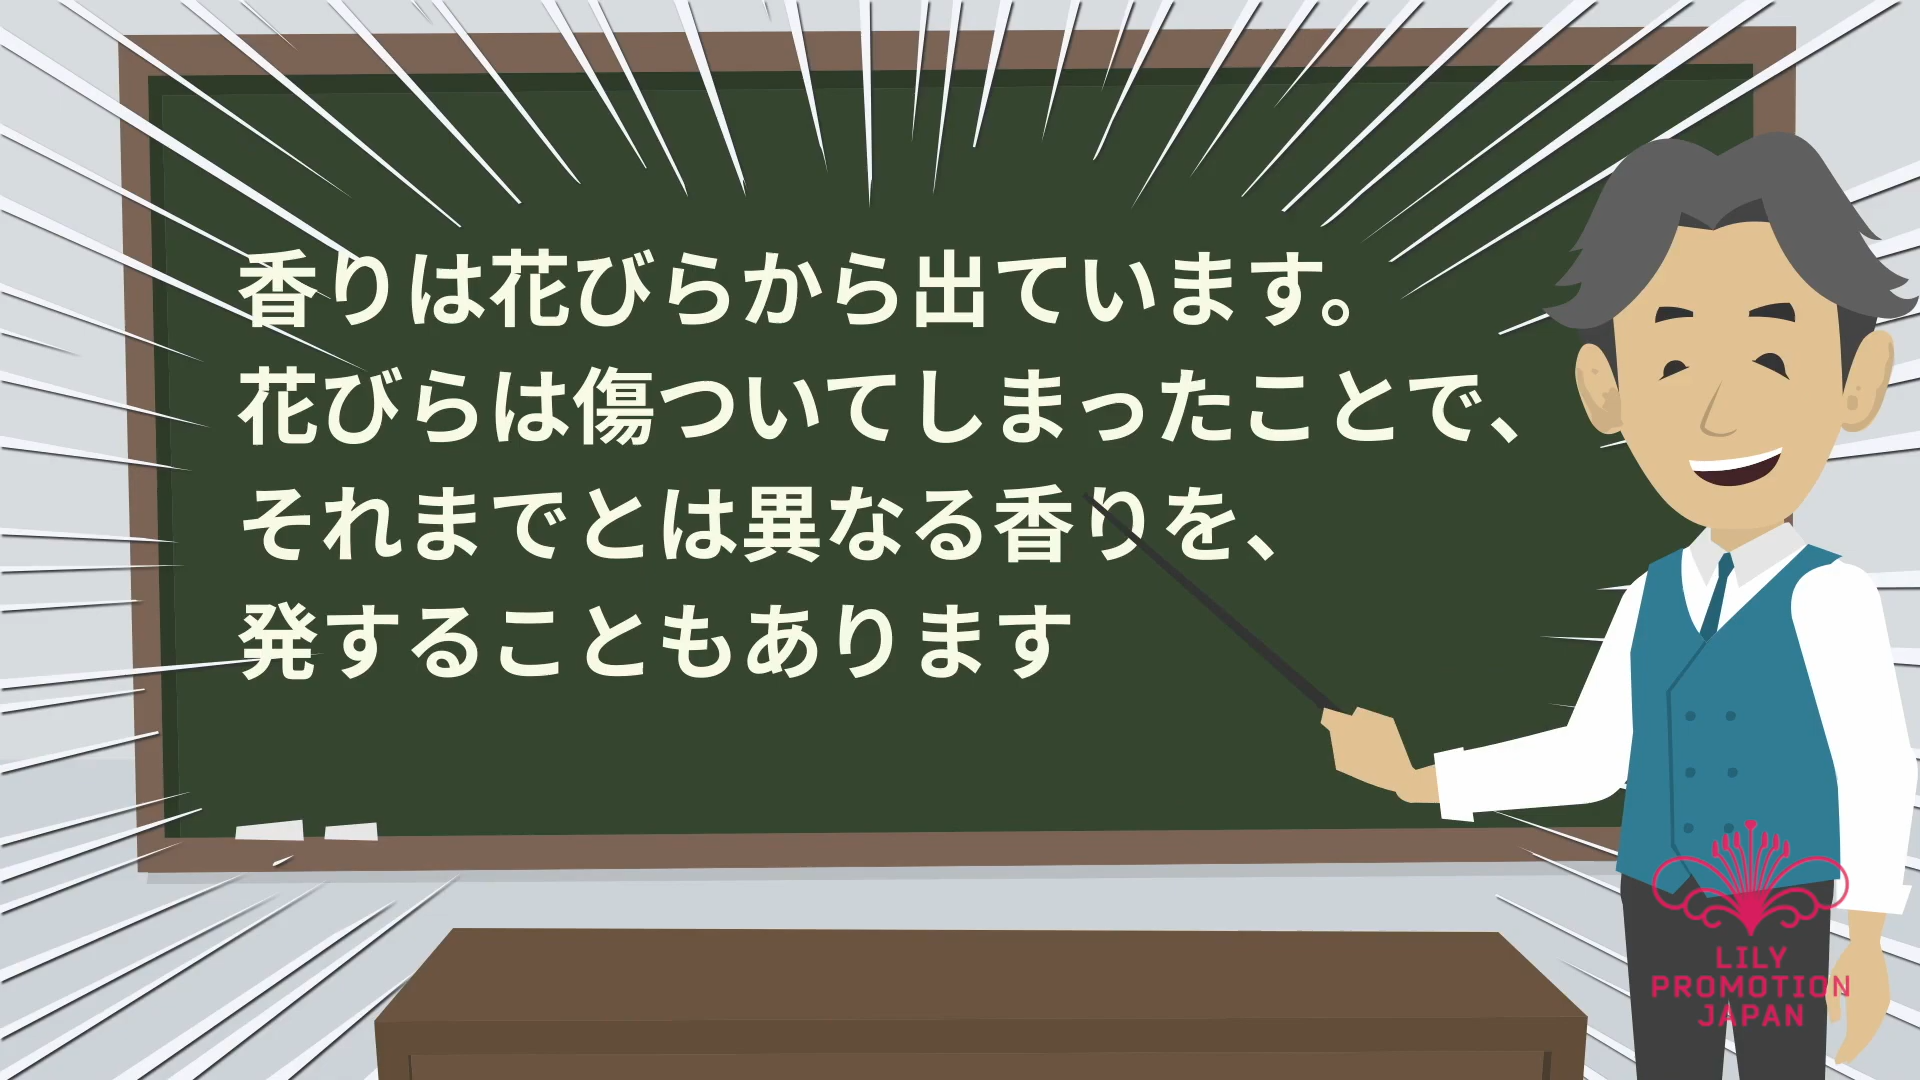 香りは花びらから出ています。
花びらは傷ついてしまったことで、
それまでとは異なる香りを、
発することもあります
LILY
PROMOTION
JAPAN